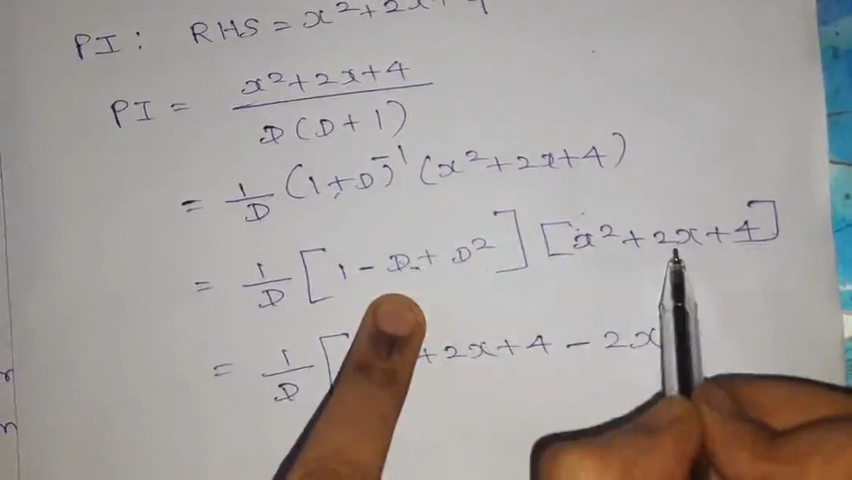 PI : RHS = x² + 2x + 4
PI = x² + 2x + 4 / D(D + 1)
= 1/D (1 + D)⁻¹ (x² + 2x + 4)
= 1/D [1 - D + D²] [x² + 2x + 4]
= 1/D [ + 2x + 4 - 2x